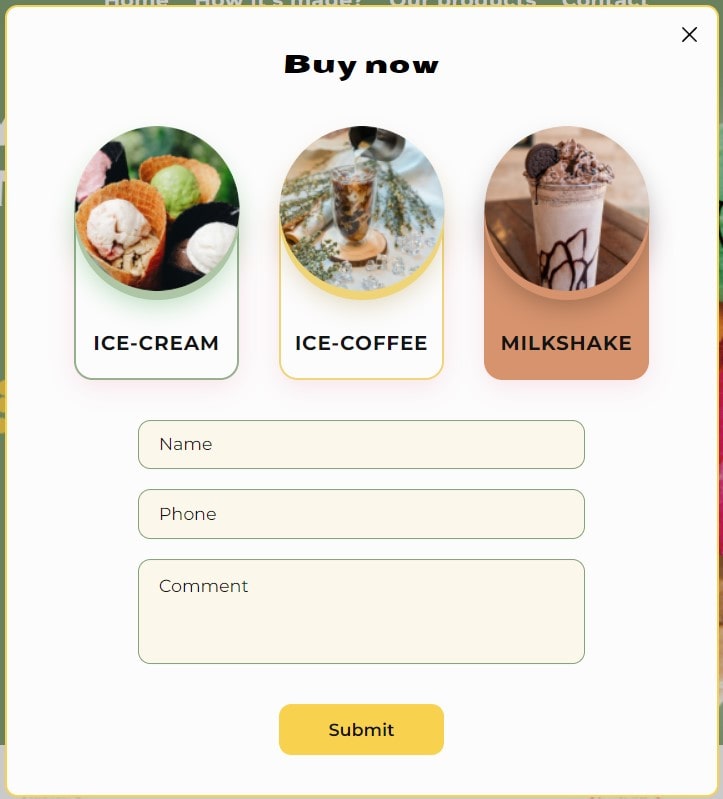 Home How it's made? Our products Contact
Buy now
ICE-CREAM ICE-COFFEE MILKSHAKE
Name
Phone
Comment
Submit